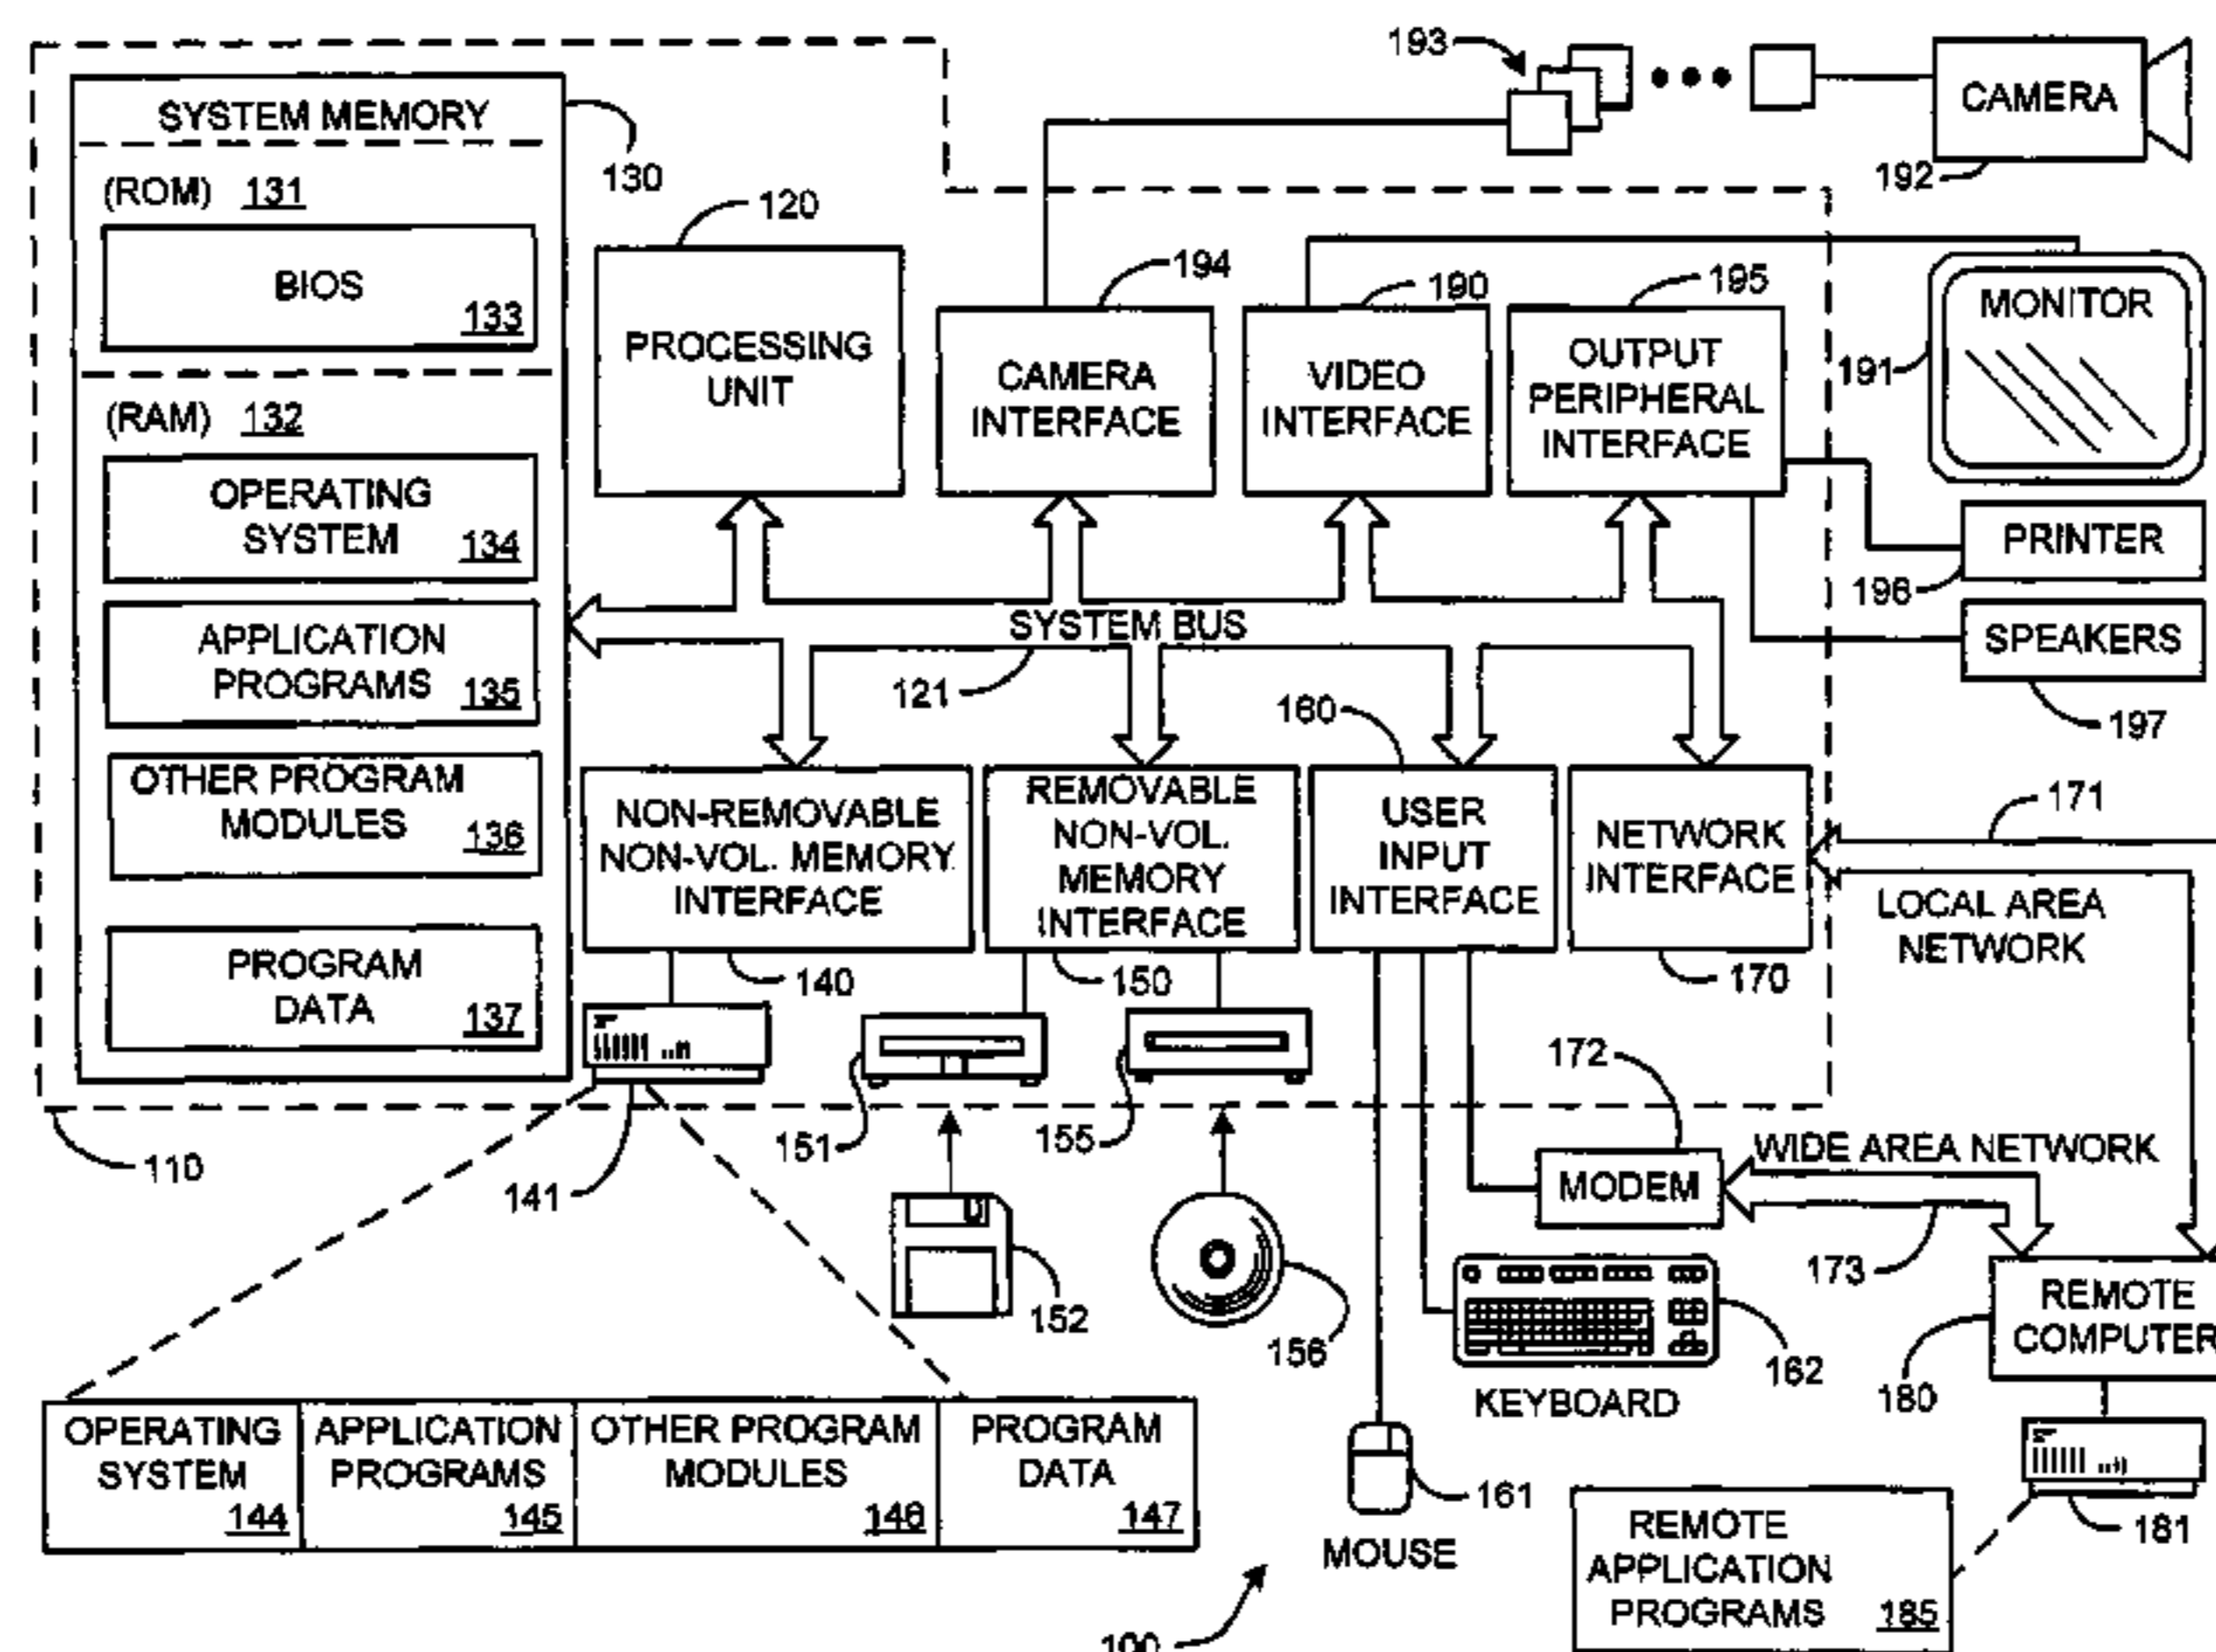 193
CAMERA
192
SYSTEM MEMORY
130
(ROM) 131
BIOS
133
120
PROCESSING
UNIT
194
CAMERA
INTERFACE
190
VIDEO
INTERFACE
195
OUTPUT
PERIPHERAL
INTERFACE
MONITOR
191
(RAM) 132
OPERATING
SYSTEM 134
APPLICATION
PROGRAMS 135
OTHER PROGRAM
MODULES 136
PROGRAM
DATA 137
PRINTER
196
SPEAKERS
197
SYSTEM BUS
121
NON-REMOVABLE
NON-VOL. MEMORY
INTERFACE
140
REMOVABLE
NON-VOL.
MEMORY
INTERFACE
150
160
USER
INPUT
INTERFACE
NETWORK
INTERFACE
170
171
LOCAL AREA
NETWORK
110
141
151
155
152
156
172
MODEM
WIDE AREA NETWORK
173
REMOTE
COMPUTER
180
162
KEYBOARD
OPERATING
SYSTEM 144
APPLICATION
PROGRAMS 145
OTHER PROGRAM
MODULES 146
PROGRAM
DATA 147
161
MOUSE
181
REMOTE
APPLICATION
PROGRAMS 185
100